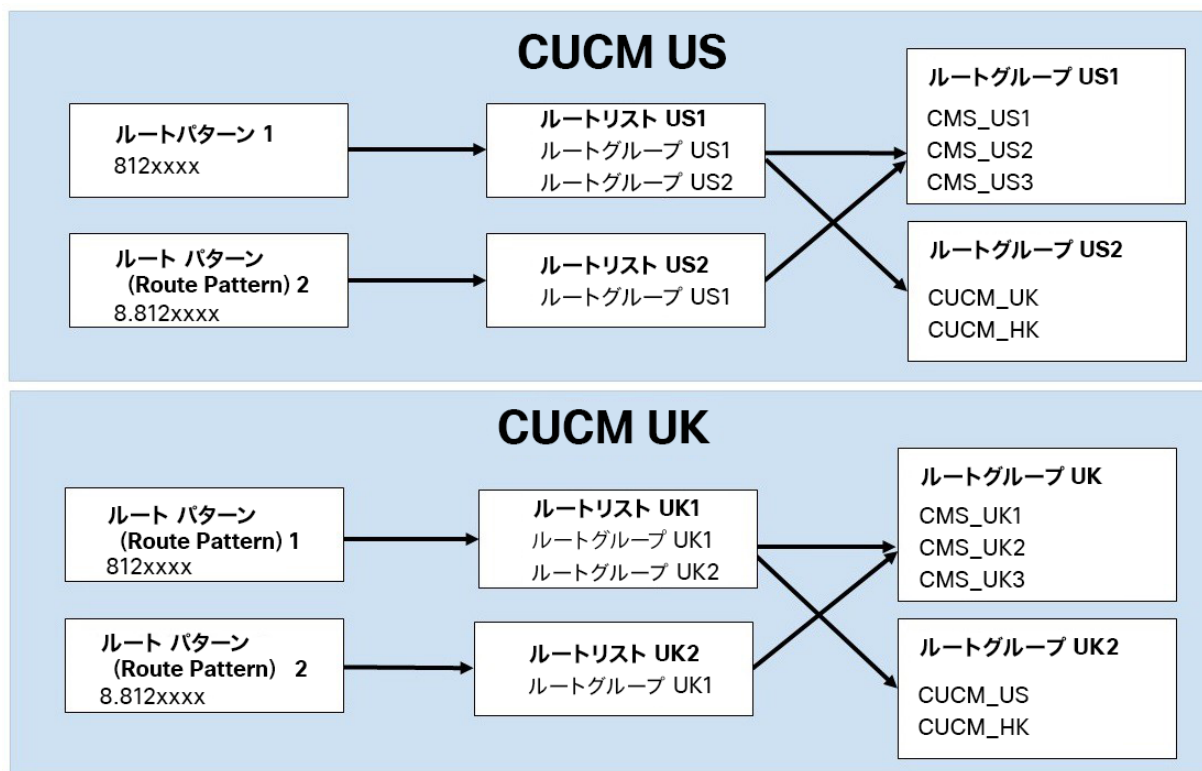 CUCM US
ルートパターン 1
812xxxx
ルート パターン
(Route Pattern) 2
8.812xxxx
ルートリスト US1
ルートグループ US1
ルートグループ US2
ルートリスト US2
ルートグループ US1
ルートグループ US1
CMS_US1
CMS_US2
CMS_US3
ルートグループ US2
CUCM_UK
CUCM_HK
CUCM UK
ルート パターン
(Route Pattern) 1
812xxxx
ルート パターン
(Route Pattern) 2
8.812xxxx
ルートリスト UK1
ルートグループ UK1
ルートグループ UK2
ルートリスト UK2
ルートグループ UK1
ルートグループ UK
CMS_UK1
CMS_UK2
CMS_UK3
ルートグループ UK2
CUCM_US
CUCM_HK